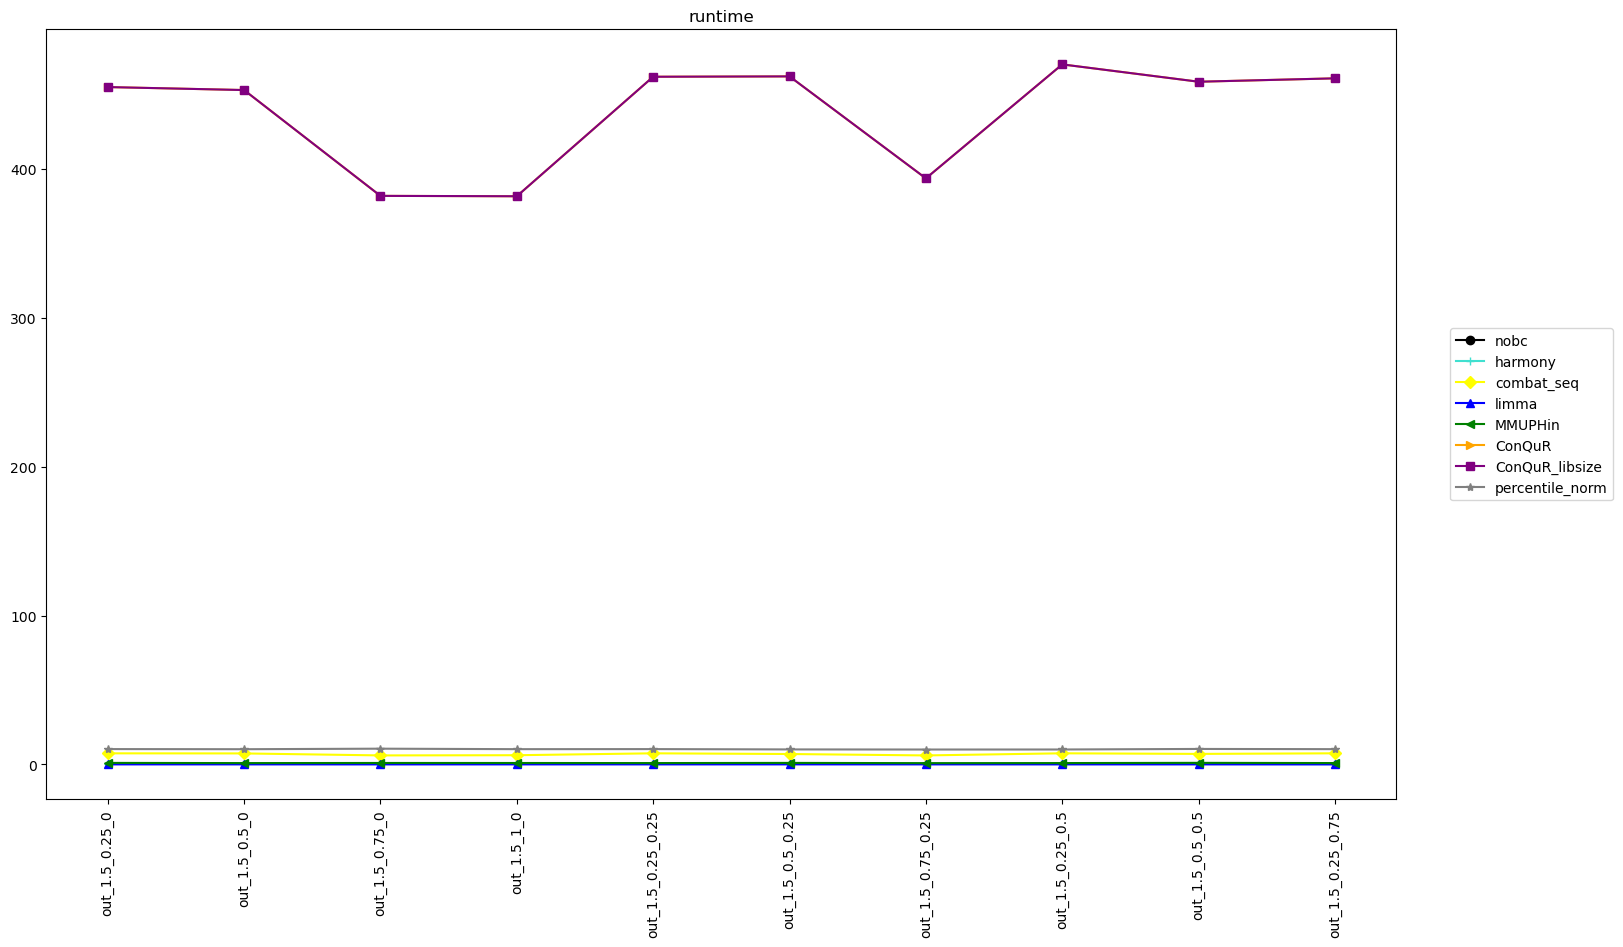 runtime
400
300
200
100
0
out_1.5_0.25_0
out_1.5_0.5_0
out_1.5_0.75_0
out_1.5_1_0
out_1.5_0.25_0.25
out_1.5_0.5_0.25
out_1.5_0.75_0.25
out_1.5_0.25_0.5
out_1.5_0.5_0.5
out_1.5_0.25_0.75
nobc
harmony
combat_seq
limma
MMUPHin
ConQuR
ConQuR_libsize
percentile_norm